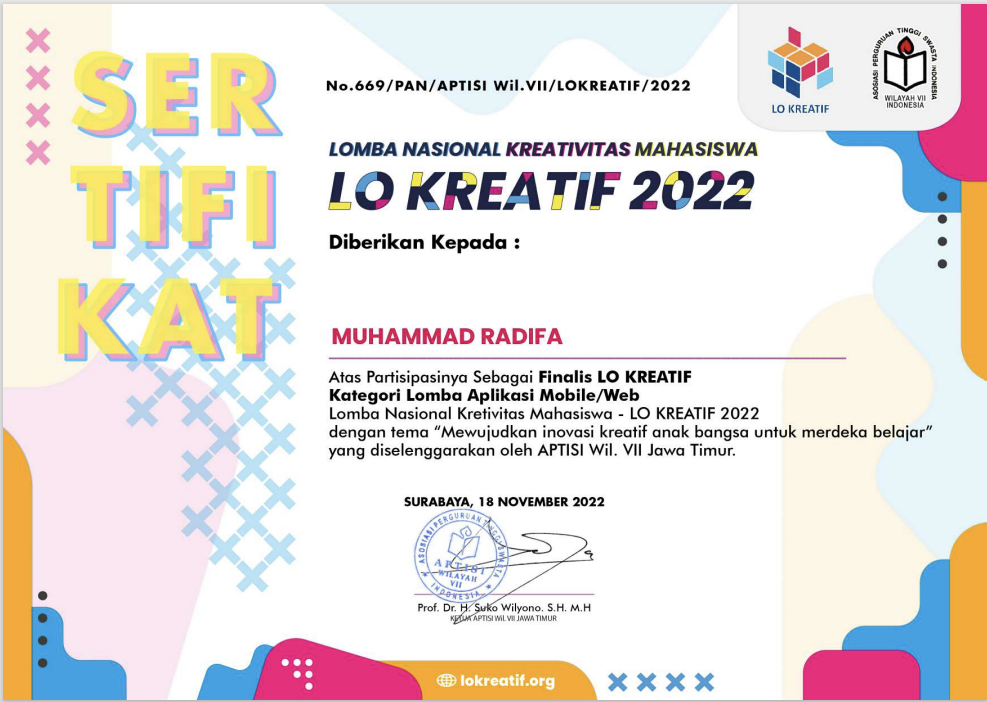 SER
TIFI
KAT
No.669/PAN/APTISI Wil.VII/LOKREATIF/2022
LO KREATIF
ASOSIASI PERGURUAN TINGGI SWASTA INDONESIA
WILAYAH VII
INDONESIA
LOMBA NASIONAL KREATIVITAS MAHASISWA
LO KREATIF 2022
Diberikan Kepada :
MUHAMMAD RADIFA
Atas Partisipasinya Sebagai Finalis LO KREATIF
Kategori Lomba Aplikasi Mobile/Web
Lomba Nasional Kretivitas Mahasiswa - LO KREATIF 2022
dengan tema “Mewujudkan inovasi kreatif anak bangsa untuk merdeka belajar”
yang diselenggarakan oleh APTISI Wil. VII Jawa Timur.
SURABAYA, 18 NOVEMBER 2022
ASOSIASI PERGURUAN TINGGI SWASTA
APTISI
WILAYAH
VII
INDONESIA
Prof. Dr. H. Suko Wilyono. S.H. M.H
KETUA APTISI Wil. VII JAWA TIMUR
lokreatif.org